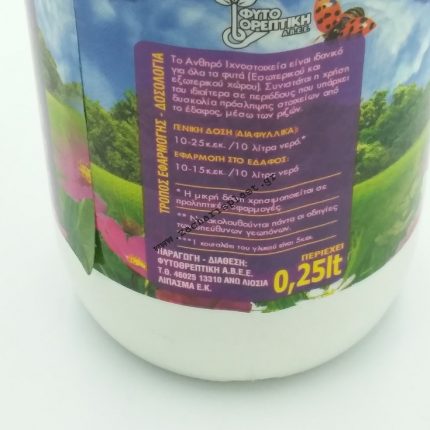 ΦΥΤΟ
ΘΡΕΠΤΙΚΗ
Α.Β.Ε.Ε.
ΤΡΟΠΟΣ ΕΦΑΡΜΟΓΗΣ - ΔΟΣΟΛΟΓΙΑ
Το Ανθηρό Ιχνοστοιχεία είναι ιδανικό
για όλα τα φυτά (Εσωτερικού και
εξωτερικού χώρου). Συνιστάται η χρήση
του ιδιαίτερα σε περιόδους που υπάρχει
δυσκολία πρόσληψης στοιχείων από
το έδαφος, μέσω των ριζών.
ΓΕΝΙΚΗ ΔΟΣΗ (ΔΙΑΦΥΛΛΙΚΑ):
10-25κ.εκ. /10 λίτρα νερό.*
ΕΦΑΡΜΟΓΗ ΣΤΟ ΕΔΑΦΟΣ:
10-15κ.εκ. /10 λίτρα νερό
* Η μικρή δόση χρησιμοποιείται σε
προληπτικές εφαρμογές.
** Να ακολουθούνται πάντα οι οδηγίες
των υπεύθυνων γεωπόνων.
*** 1 κουταλάκι του γλυκού είναι 5κεκ.
ΠΑΡΑΓΩΓΗ - ΔΙΑΘΕΣΗ:
ΦΥΤΟΘΡΕΠΤΙΚΗ Α.Β.Ε.Ε.
Τ.Θ. 46025 13310 ΑΝΩ ΛΙΟΣΙΑ
ΛΙΠΑΣΜΑ Ε.Κ.
ΠΕΡΙΕΧΕΙ
0,25lt